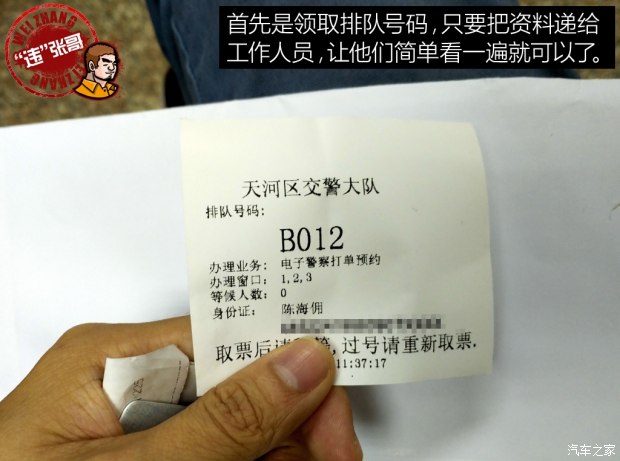 首先是领取排队号码，只要把资料递给
工作人员，让他们简单看一遍就可以了。
WEI ZHANG
“违”张哥
WEI ZHANG
天河区交警大队
排队号码:
B012
办理业务: 电子警察打单预约
办理窗口: 1,2,3
等候人数: 0
身份证: 陈海佣
取票后请 ,过号请重新取票.
11:37:17
汽车之家